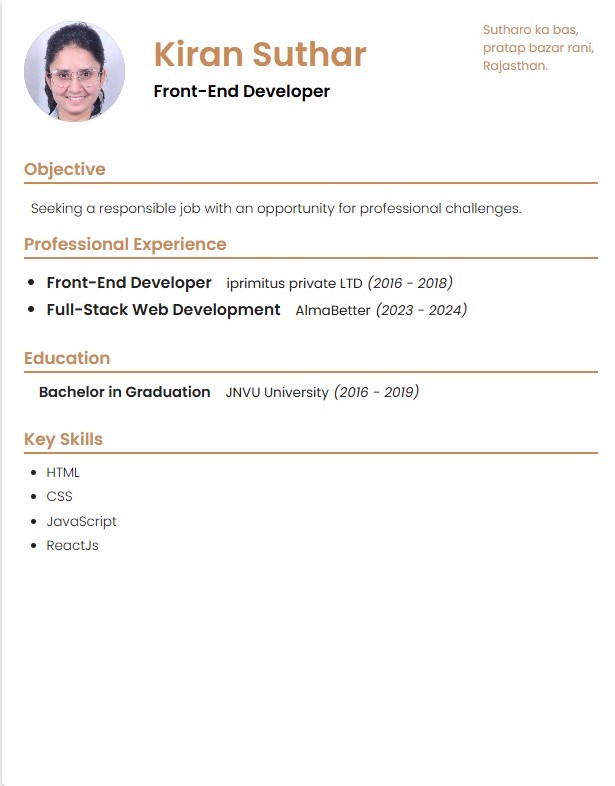 Kiran Suthar
Front-End Developer
Sutharo ka bas,
pratap bazar rani,
Rajasthan.
Objective
Seeking a responsible job with an opportunity for professional challenges.
Professional Experience
Front-End Developer iprimitus private LTD (2016 - 2018)
Full-Stack Web Development AlmaBetter (2023 - 2024)
Education
Bachelor in Graduation JNVU University (2016 - 2019)
Key Skills
HTML
CSS
JavaScript
ReactJs